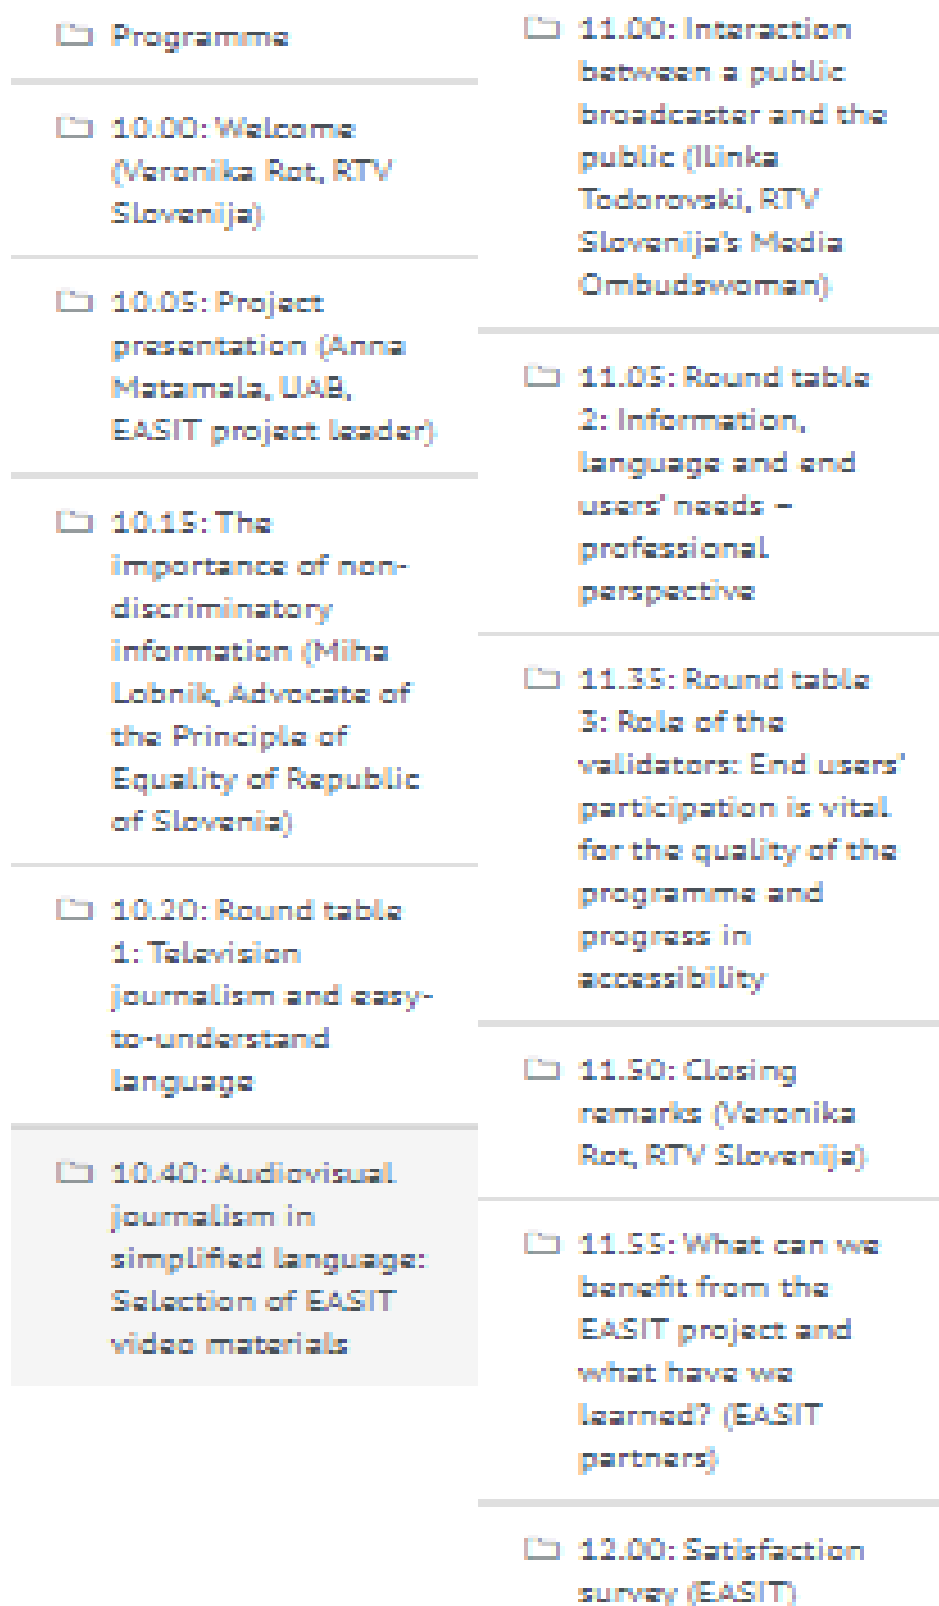 Programme
10.00: Welcome
(Veronika Rot, RTV
Slovenija)
10.05: Project
presentation (Anna
Matamala, UAB,
EASIT project leader)
10.15: The
importance of non-
discriminatory
information (Miha
Lobnik, Advocate of
the Principle of
Equality of Republic
of Slovenia)
10.20: Round table
1: Television
journalism and easy-
to-understand
language
10.40: Audiovisual
journalism in
simplified language:
Selection of EASIT
video materials
11.00: Interaction
between a public
broadcaster and the
public (Ilinka
Todorovski, RTV
Slovenija's Media
Ombudswoman)
11.05: Round table
2: Information,
language and end
users' needs –
professional
perspective
11.35: Round table
3: Role of the
validators: End users'
participation is vital
for the quality of the
programme and
progress in
accessibility
11.50: Closing
remarks (Veronika
Rot, RTV Slovenija)
11.55: What can we
benefit from the
EASIT project and
what have we
learned? (EASIT
partners)
12.00: Satisfaction
survey (EASIT)